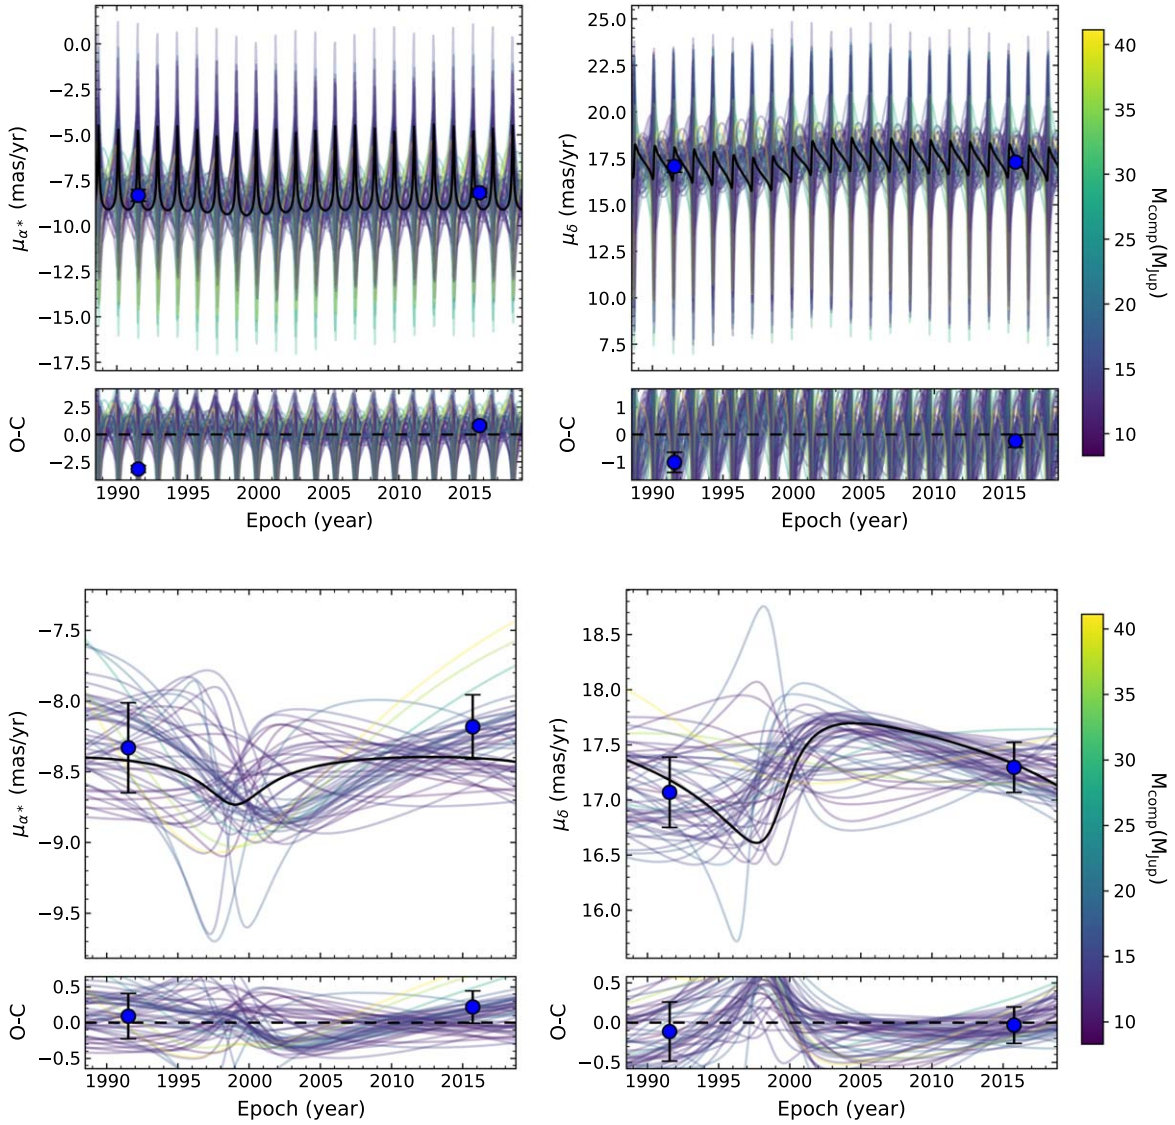 0.0
−2.5
−5.0
−7.5
−10.0
−12.5
−15.0
−17.5
μα* (mas/yr)
2.5
0.0
−2.5
O-C
1990 1995 2000 2005 2010 2015
Epoch (year)
25.0
22.5
20.0
17.5
15.0
12.5
10.0
7.5
μδ (mas/yr)
1
0
−1
O-C
1990 1995 2000 2005 2010 2015
Epoch (year)
40
35
30
25
20
15
10
Mcomp(MJup)
−7.5
−8.0
−8.5
−9.0
−9.5
μα* (mas/yr)
0.5
0.0
−0.5
O-C
1990 1995 2000 2005 2010 2015
Epoch (year)
18.5
18.0
17.5
17.0
16.5
16.0
μδ (mas/yr)
0.5
0.0
−0.5
O-C
1990 1995 2000 2005 2010 2015
Epoch (year)
40
35
30
25
20
15
10
Mcomp(MJup)